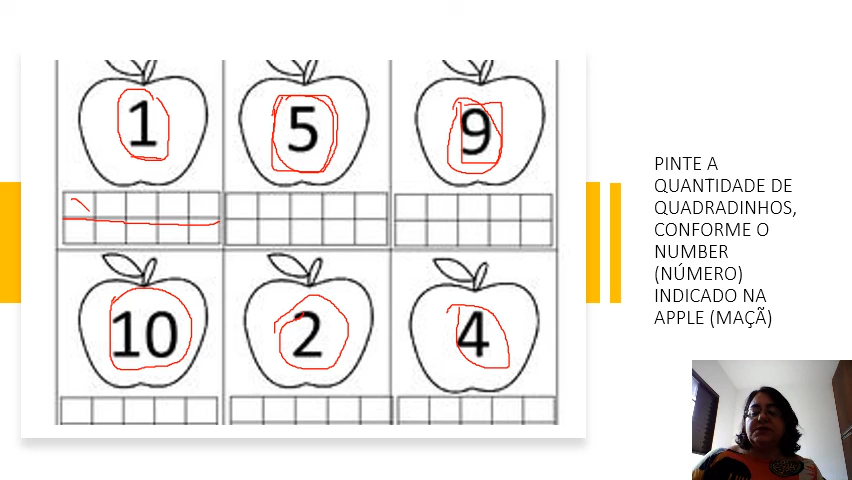 1 5 9
10 2 4
PINTE A
QUANTIDADE DE
QUADRADINHOS,
CONFORME O
NUMBER
(NÚMERO)
INDICADO NA
APPLE (MAÇÃ)